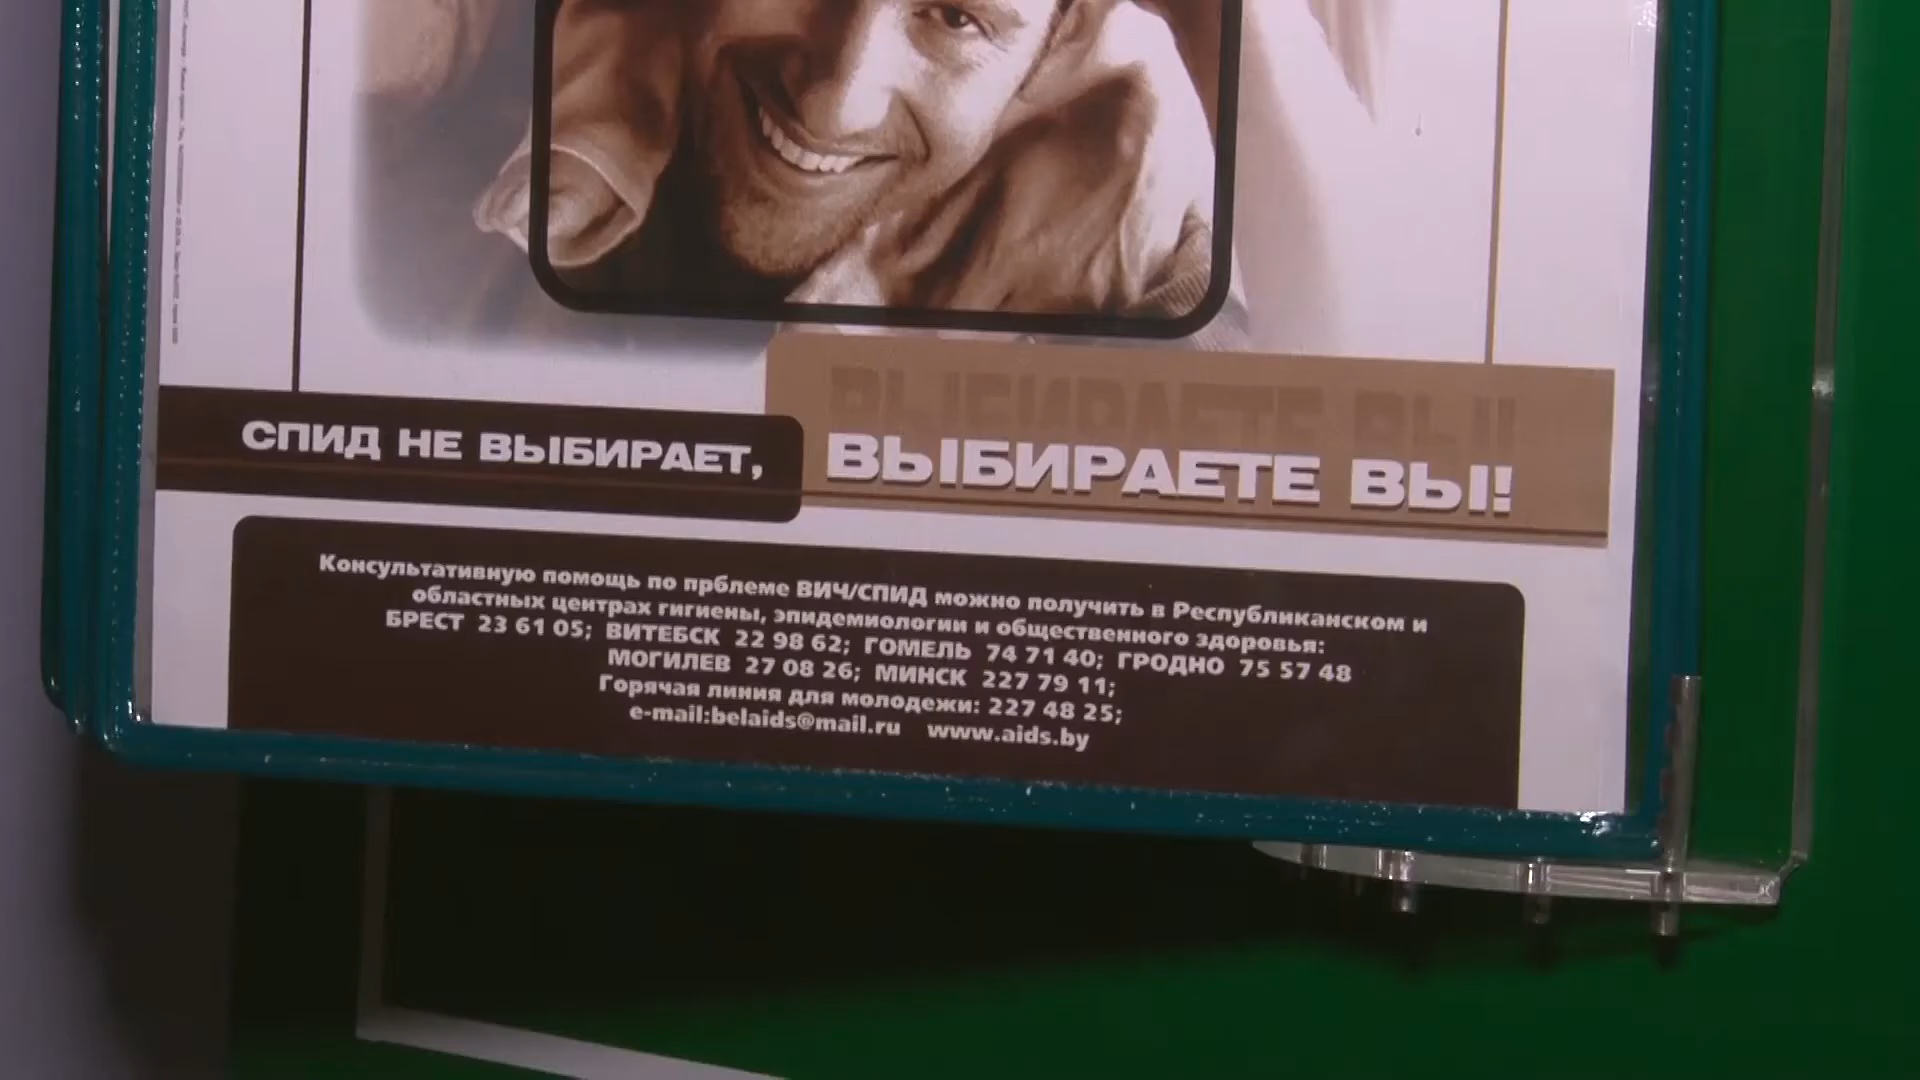 СПИД НЕ ВЫБИРАЕТ,
ВЫБИРАЕТЕ ВЫ!
Консультативную помощь по прблеме ВИЧ/СПИД можно получить в Республиканском и
областных центрах гигиены, эпидемиологии и общественного здоровья:
БРЕСТ 23 61 05; ВИТЕБСК 22 98 62; ГОМЕЛЬ 74 71 40; ГРОДНО 75 57 48
МОГИЛЕВ 27 08 26; МИНСК 227 79 11;
Горячая линия для молодежи: 227 48 25;
e-mail:belaids@mail.ru www.aids.by